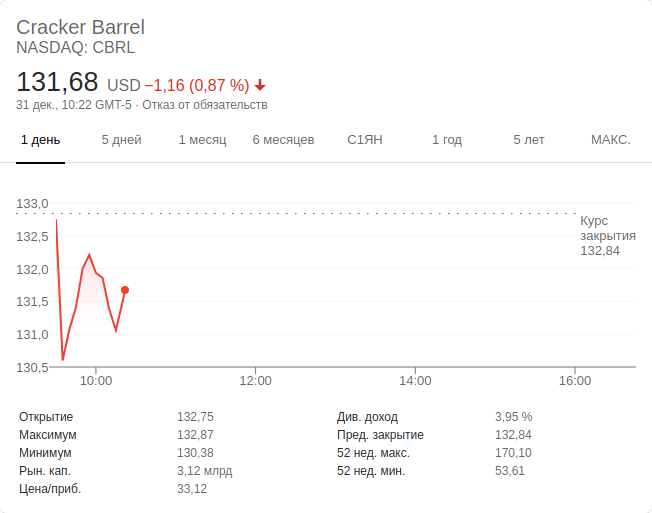 Cracker Barrel
NASDAQ: CBRL
131,68 USD −1,16 (0,87 %)
31 дек., 10:22 GMT-5 · Отказ от обязательств
1 день 5 дней 1 месяц 6 месяцев С1ЯН 1 год 5 лет МАКС.
133,0
132,5
132,0
131,5
131,0
130,5
Курс
закрытия
132,84
10:00 12:00 14:00 16:00
Открытие 132,75
Максимум 132,87
Минимум 130,38
Рын. кап. 3,12 млрд
Цена/приб. 33,12
Див. доход 3,95 %
Пред. закрытие 132,84
52 нед. макс. 170,10
52 нед. мин. 53,61